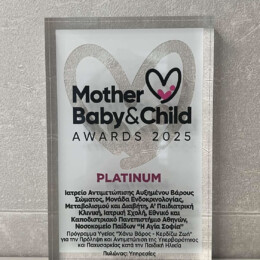 Mother
Baby&Child
AWARDS 2025
PLATINUM
Ιατρείο Αντιμετώπισης Αυξημένου Βάρους
Σώματος, Μονάδα Ενδοκρινολογίας,
Μεταβολισμού και Διαβήτη, Α' Παιδιατρική
Κλινική, Ιατρική Σχολή, Εθνικό και
Καποδιστριακό Πανεπιστήμιο Αθηνών,
Νοσοκομείο Παίδων "Η Αγία Σοφία"
Πρόγραμμα Υγείας "Χάνω Βάρος - Κερδίζω Ζωή"
για την Πρόληψη και Αντιμετώπιση της Υπερβαρότητας
και Παχυσαρκίας κατά την Παιδική Ηλικία
Πυλώνας: Υπηρεσίες